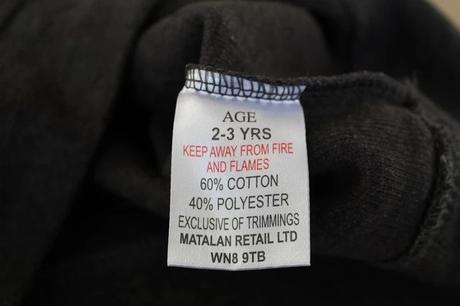 AGE
2-3 YRS
KEEP AWAY FROM FIRE
AND FLAMES
60% COTTON
40% POLYESTER
EXCLUSIVE OF TRIMMINGS
MATALAN RETAIL LTD
WN8 9TB